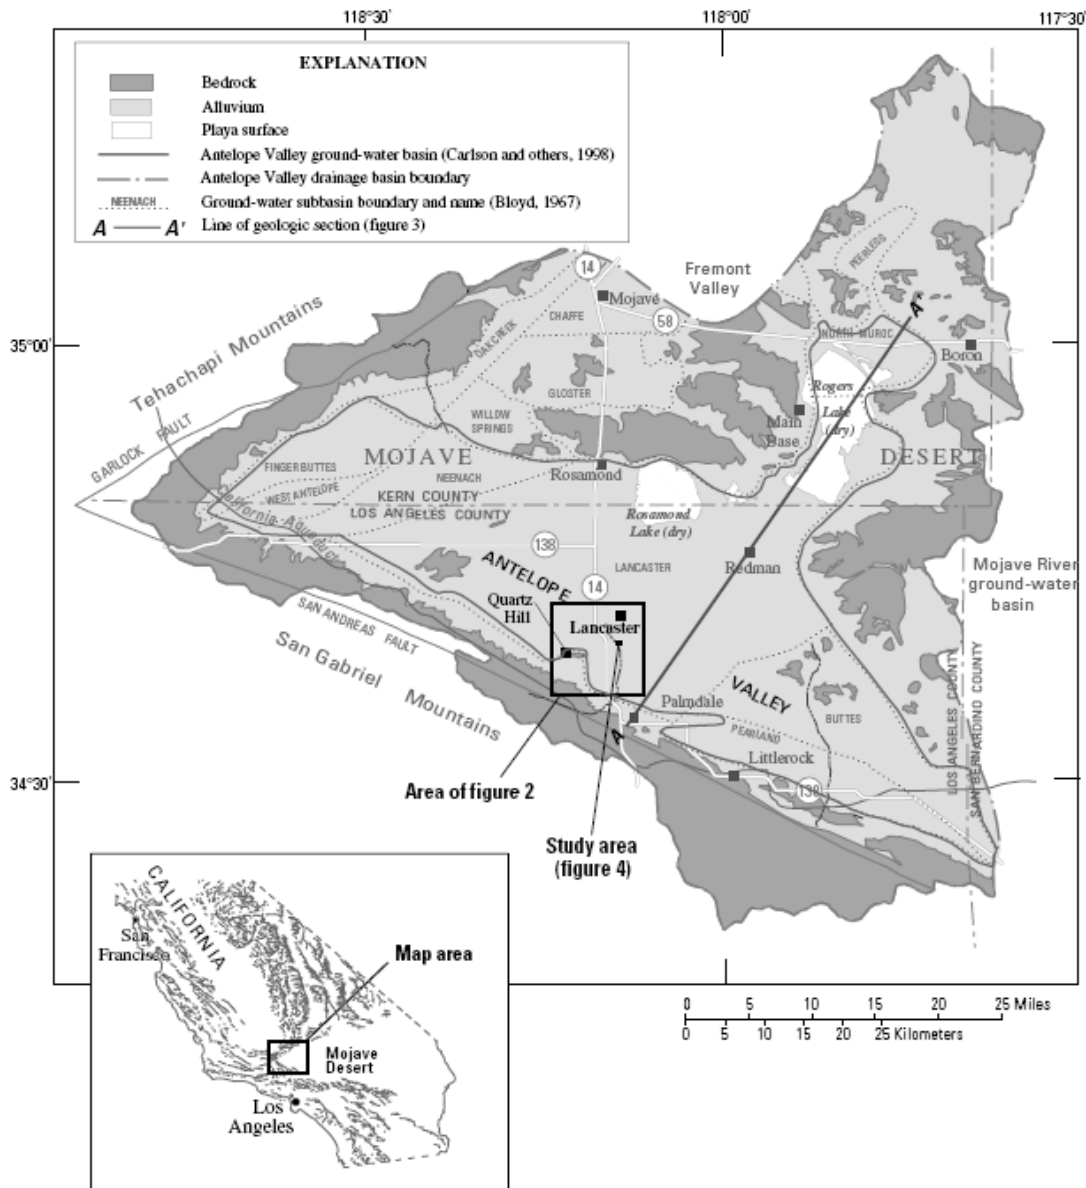 118°30'
118°00'
117°30'
EXPLANATION
Bedrock
Alluvium
Playa surface
Antelope Valley ground-water basin (Carlson and others, 1998)
Antelope Valley drainage basin boundary
NEENACH
Ground-water subbasin boundary and name (Bloyd, 1967)
A A' Line of geologic section (figure 3)
14
Mojave
Fremont
Valley
PEERLESS
CHAFFE
58
A'
NORTH MUROC
OAK CREEK
35°00'
Boron
Tehachapi Mountains
Rogers
Lake
(dry)
GLOSTER
WILLOW
SPRINGS
Main
Base
GARLOCK FAULT
MOJAVE
DESERT
FINGER BUTTES
NEENACH
Rosamond
WEST ANTELOPE
KERN COUNTY
LOS ANGELES COUNTY
California Aqueduct
Rosamond
Lake (dry)
138
ANTELOPE
LANCASTER
Redman
Mojave River
ground-water
basin
14
Quartz
Hill
Lancaster
SAN ANDREAS FAULT
San Gabriel Mountains
LOS ANGELES COUNTY
SAN BERNARDINO COUNTY
VALLEY
Palmdale
BUTTES
PEARLAND
A
Littlerock
34°30'
138
Area of figure 2
Study area
(figure 4)
CALIFORNIA
San
Francisco
Map area
Mojave
Desert
Los
Angeles
0 5 10 15 20 25 Miles
0 5 10 15 20 25 Kilometers